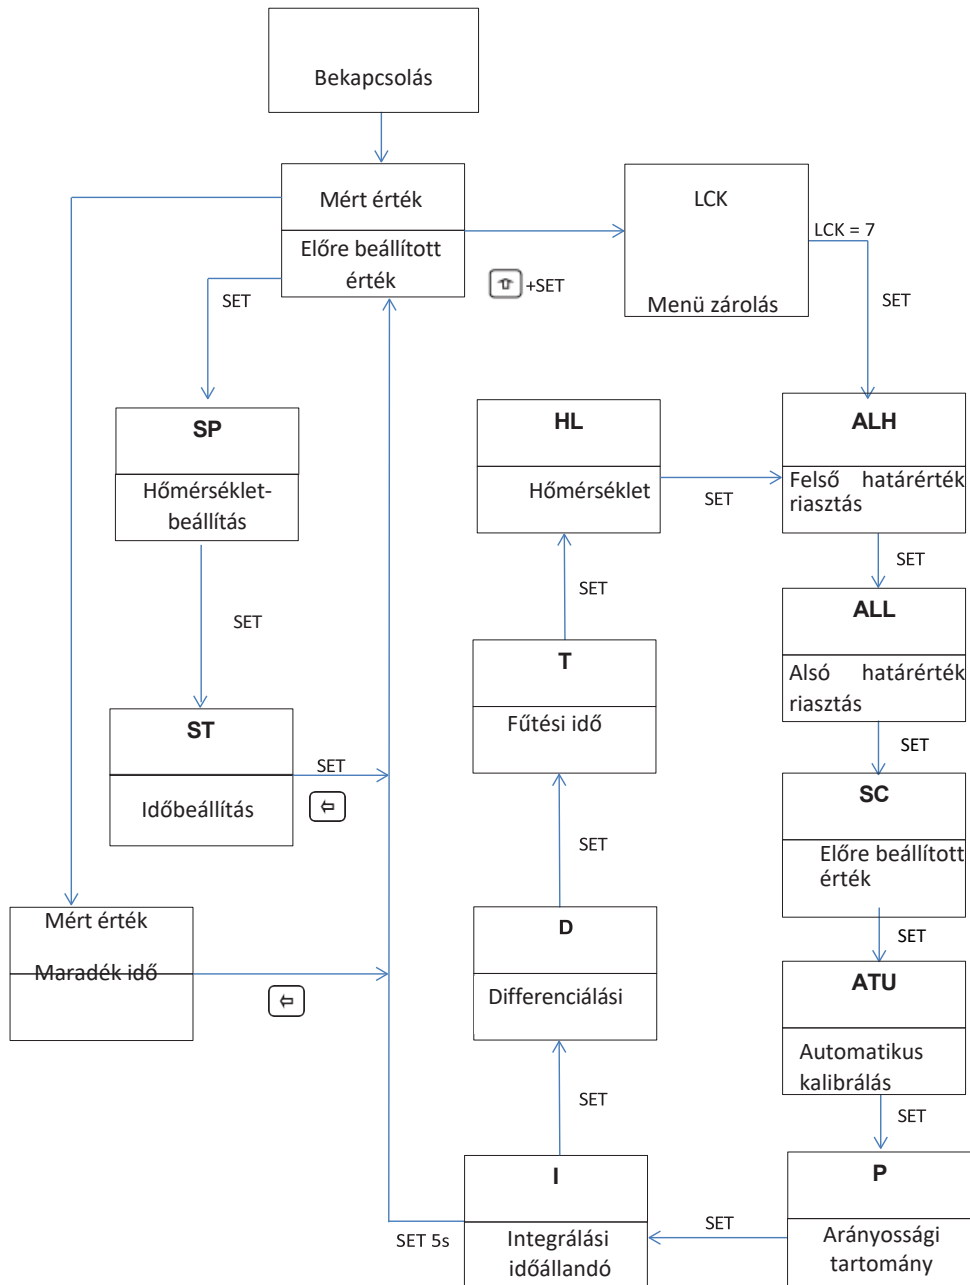 Bekapcsolás
Mért érték
Előre beállított
érték
LCK
Menü zárolás
LCK = 7
+SET
SET
SET
SP
Hőmérséklet-
beállítás
HL
Hőmérséklet
SET
ALH
Felső határérték
riasztás
SET
SET
SET
ALL
Alsó határérték
riasztás
T
Fűtési idő
ST
Időbeállítás
SET
SET
SC
Előre beállított
érték
SET
SET
Mért érték
Maradék idő
D
Differenciálási
ATU
Automatikus
kalibrálás
SET
SET
I
Integrálási
időállandó
SET 5s
SET
P
Arányossági
tartomány